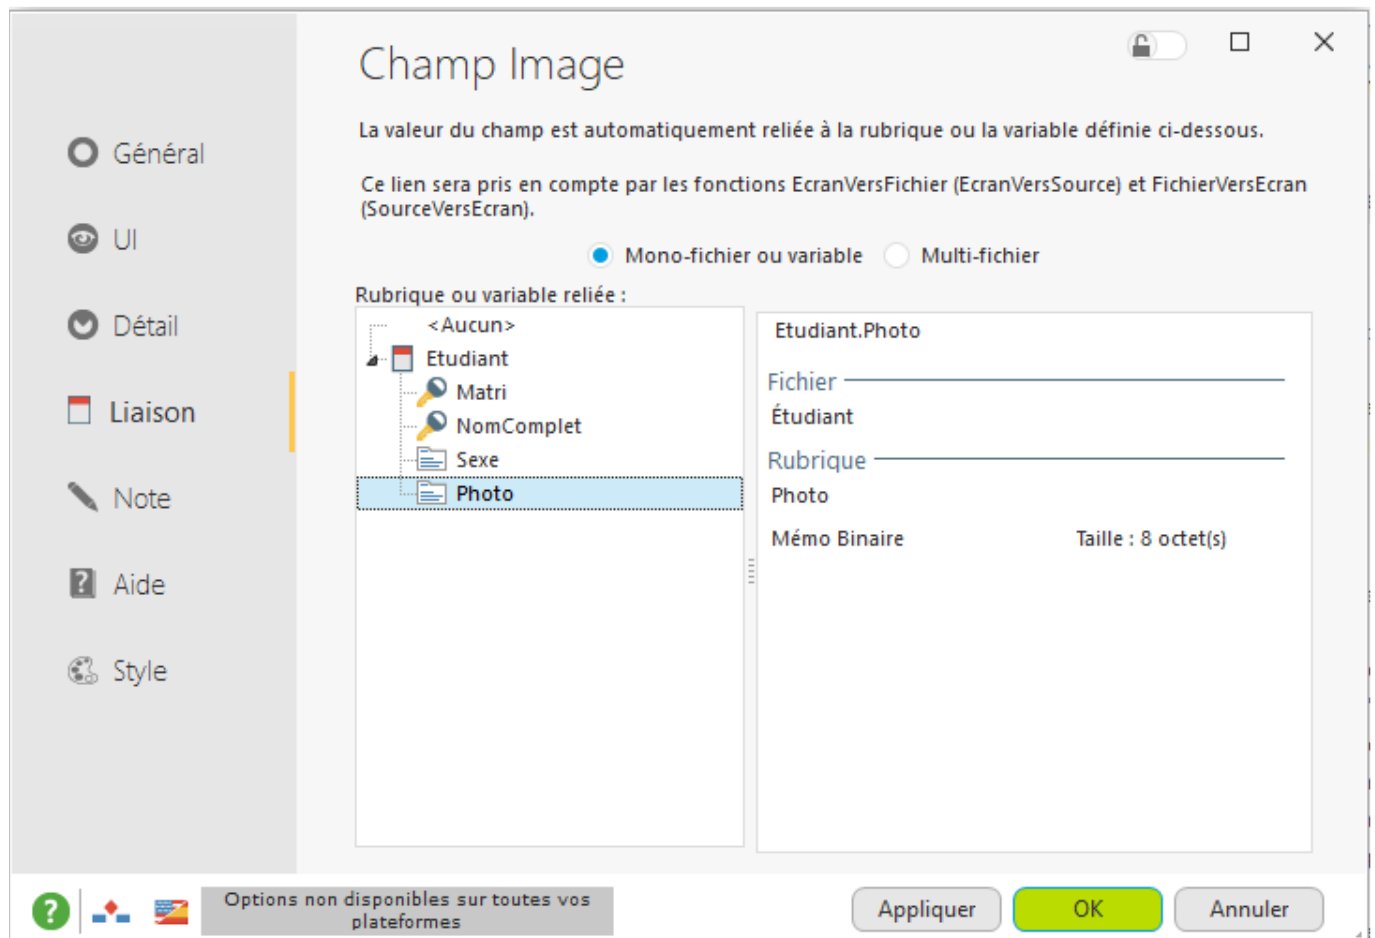 Champ Image
La valeur du champ est automatiquement reliée à la rubrique ou la variable définie ci-dessous.
Ce lien sera pris en compte par les fonctions EcranVersFichier (EcranVersSource) et FichierVersEcran
(SourceVersEcran).
Mono-fichier ou variable Multi-fichier
Général
UI
Détail
Liaison
Note
Aide
Style
Rubrique ou variable reliée :
<Aucun>
Etudiant
Matri
NomComplet
Sexe
Photo
Etudiant.Photo
Fichier
Étudiant
Rubrique
Photo
Mémo Binaire Taille : 8 octet(s)
Options non disponibles sur toutes vos
plateformes
Appliquer OK Annuler